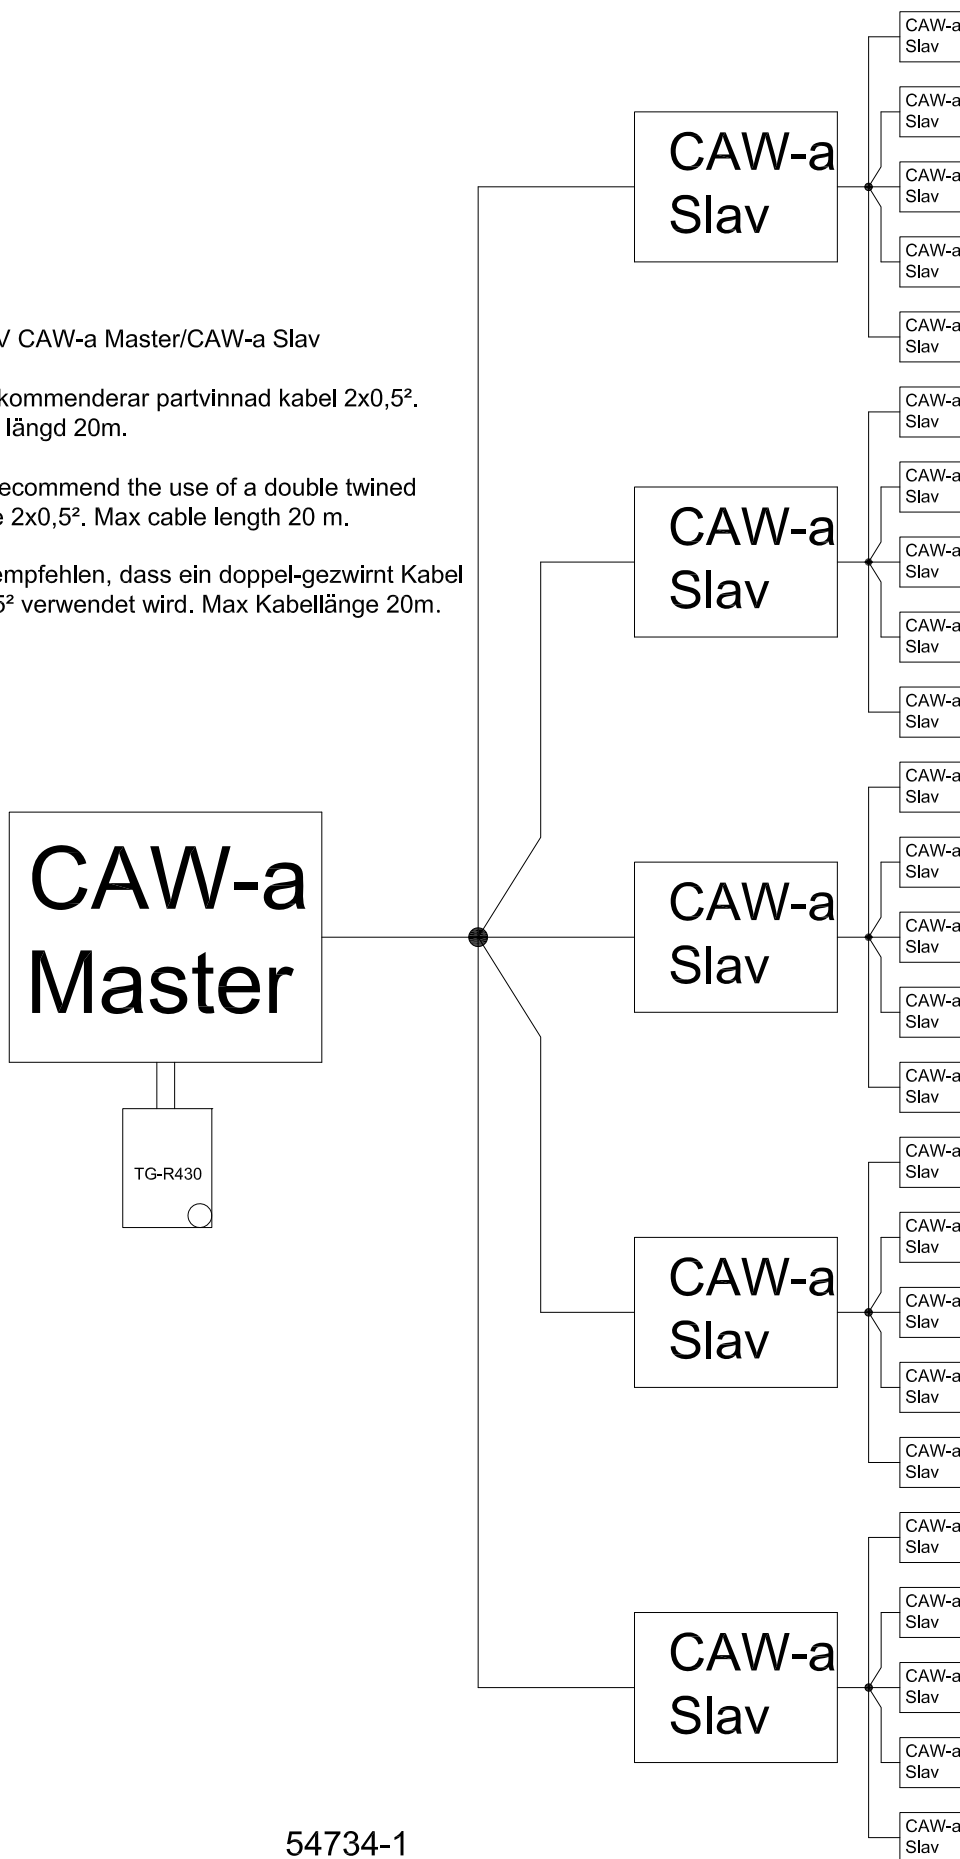 V CAW-a Master/CAW-a Slav
kommenderar partvinnad kabel 2x0,5².
längd 20m.
ecommend the use of a double twined
e 2x0,5². Max cable length 20 m.
empfehlen, dass ein doppel-gezwirnt Kabel
5² verwendet wird. Max Kabellänge 20m.
CAW-a
Master
TG-R430
CAW-a
Slav
CAW-a
Slav
CAW-a
Slav
CAW-a
Slav
CAW-a
Slav
CAW-a
Slav
CAW-a
Slav
CAW-a
Slav
CAW-a
Slav
CAW-a
Slav
CAW-a
Slav
CAW-a
Slav
CAW-a
Slav
CAW-a
Slav
CAW-a
Slav
CAW-a
Slav
CAW-a
Slav
CAW-a
Slav
CAW-a
Slav
CAW-a
Slav
CAW-a
Slav
CAW-a
Slav
CAW-a
Slav
CAW-a
Slav
CAW-a
Slav
CAW-a
Slav
CAW-a
Slav
CAW-a
Slav
CAW-a
Slav
CAW-a
Slav
54734-1